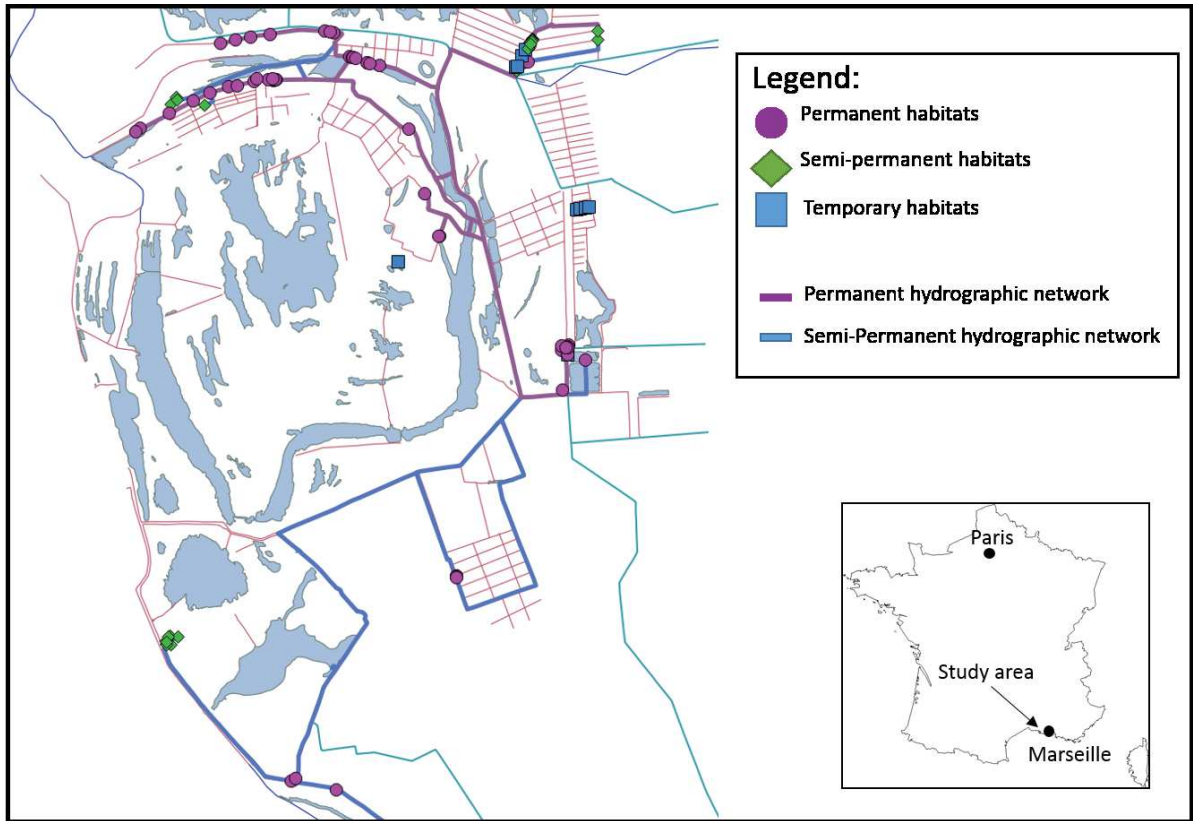 Legend:
Permanent habitats
Semi-permanent habitats
Temporary habitats
Permanent hydrographic network
Semi-Permanent hydrographic network
Paris
Study area
Marseille